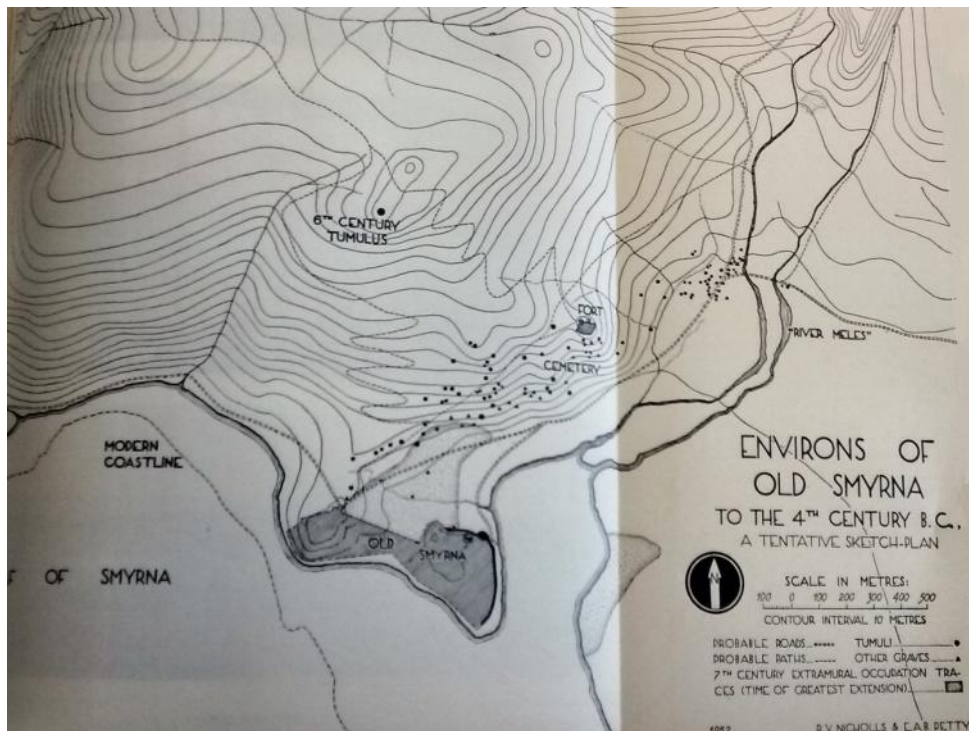 6TH CENTURY
TUMULUS
FORT
CEMETERY
"RIVER MELES"
MODERN
COASTLINE
OF SMYRNA
OLD SMYRNA
ENVIRONS OF
OLD SMYRNA
TO THE 4TH CENTURY B.C.,
A TENTATIVE SKETCH-PLAN
N
SCALE IN METRES:
100 0 100 200 300 400 500
CONTOUR INTERVAL 10 METRES
PROBABLE ROADS TUMULI
PROBABLE PATHS OTHER GRAVES
7TH CENTURY EXTRAMURAL OCCUPATION TRA-
CES (TIME OF GREATEST EXTENSION)
R.V. NICHOLLS & E.A.B. PETTY